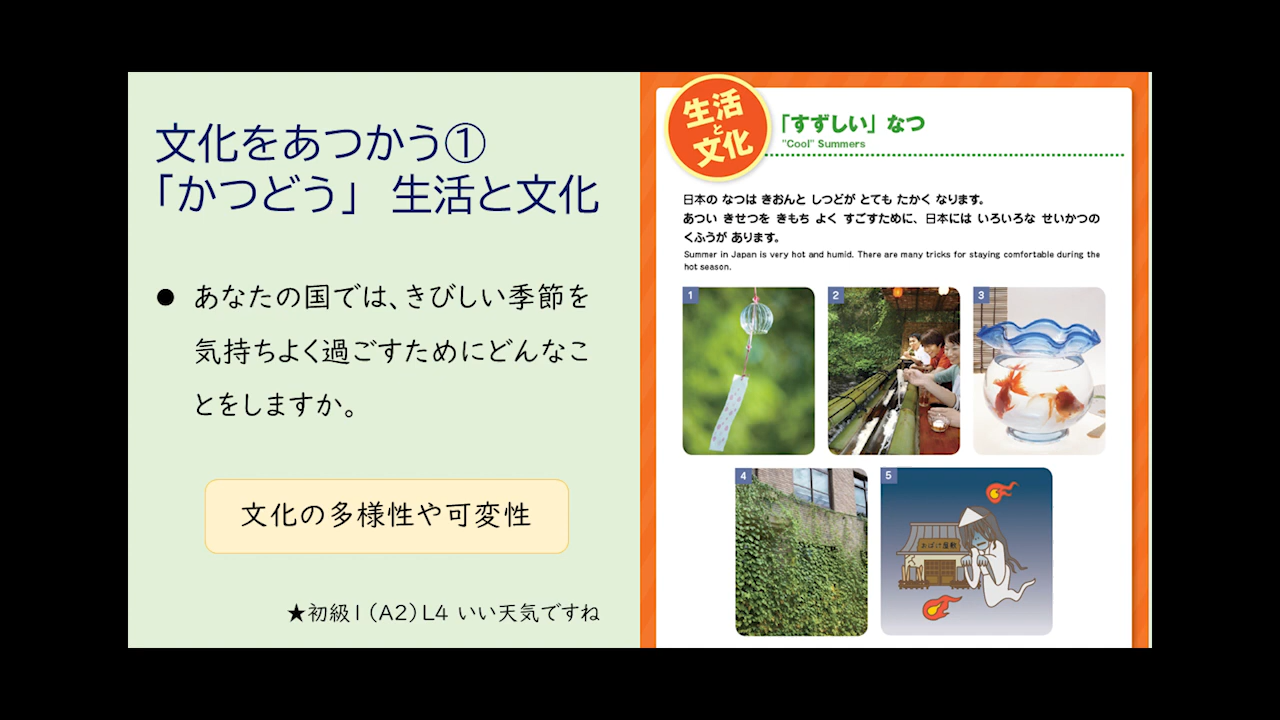 文化をあつかう①
「かつどう」 生活と文化
● あなたの国では、きびしい季節を
気持ちよく過ごすためにどんなこ
とをしますか。
文化の多様性や可変性
★初級1（A2）L4 いい天気ですね
生活
と
文化
「すずしい」なつ
"Cool" Summers
日本の なつは きおんと しつどが とても たかく なります。
あつい きせつを きもち よく すごすために、日本には いろいろな せいかつの
くふうが あります。
Summer in Japan is very hot and humid. There are many tricks for staying comfortable during the
hot season.
1
2
3
4
5
おばけ屋敷